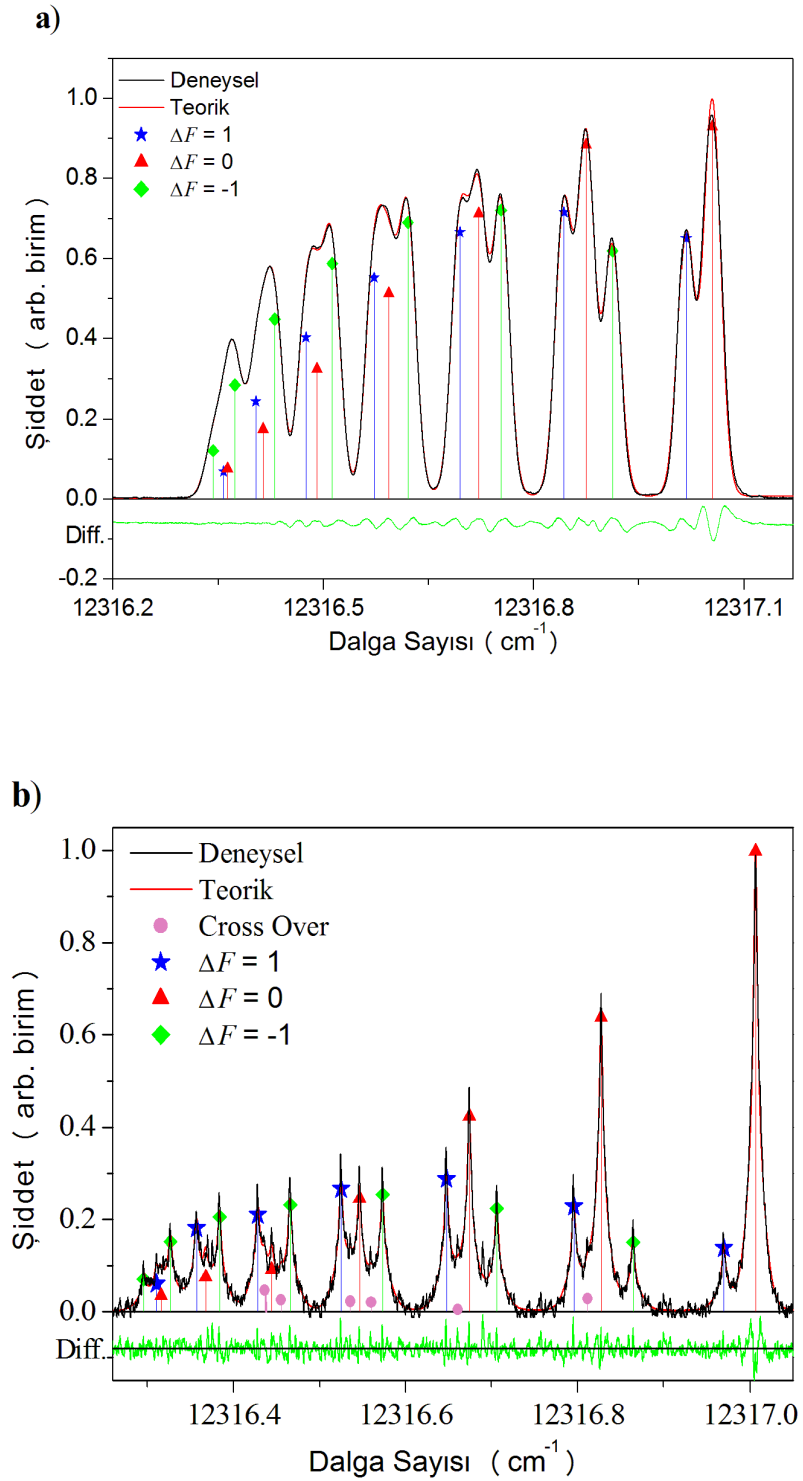 a)
Deneysel
Teorik
ΔF = 1
ΔF = 0
ΔF = -1
Şiddet ( arb. birim)
1.0
0.8
0.6
0.4
0.2
0.0
Diff.
-0.2
12316.2 12316.5 12316.8 12317.1
Dalga Sayısı ( cm⁻¹)
b)
Deneysel
Teorik
Cross Over
ΔF = 1
ΔF = 0
ΔF = -1
Şiddet ( arb. birim)
1.0
0.8
0.6
0.4
0.2
0.0
Diff.
12316.4 12316.6 12316.8 12317.0
Dalga Sayısı (cm⁻¹)